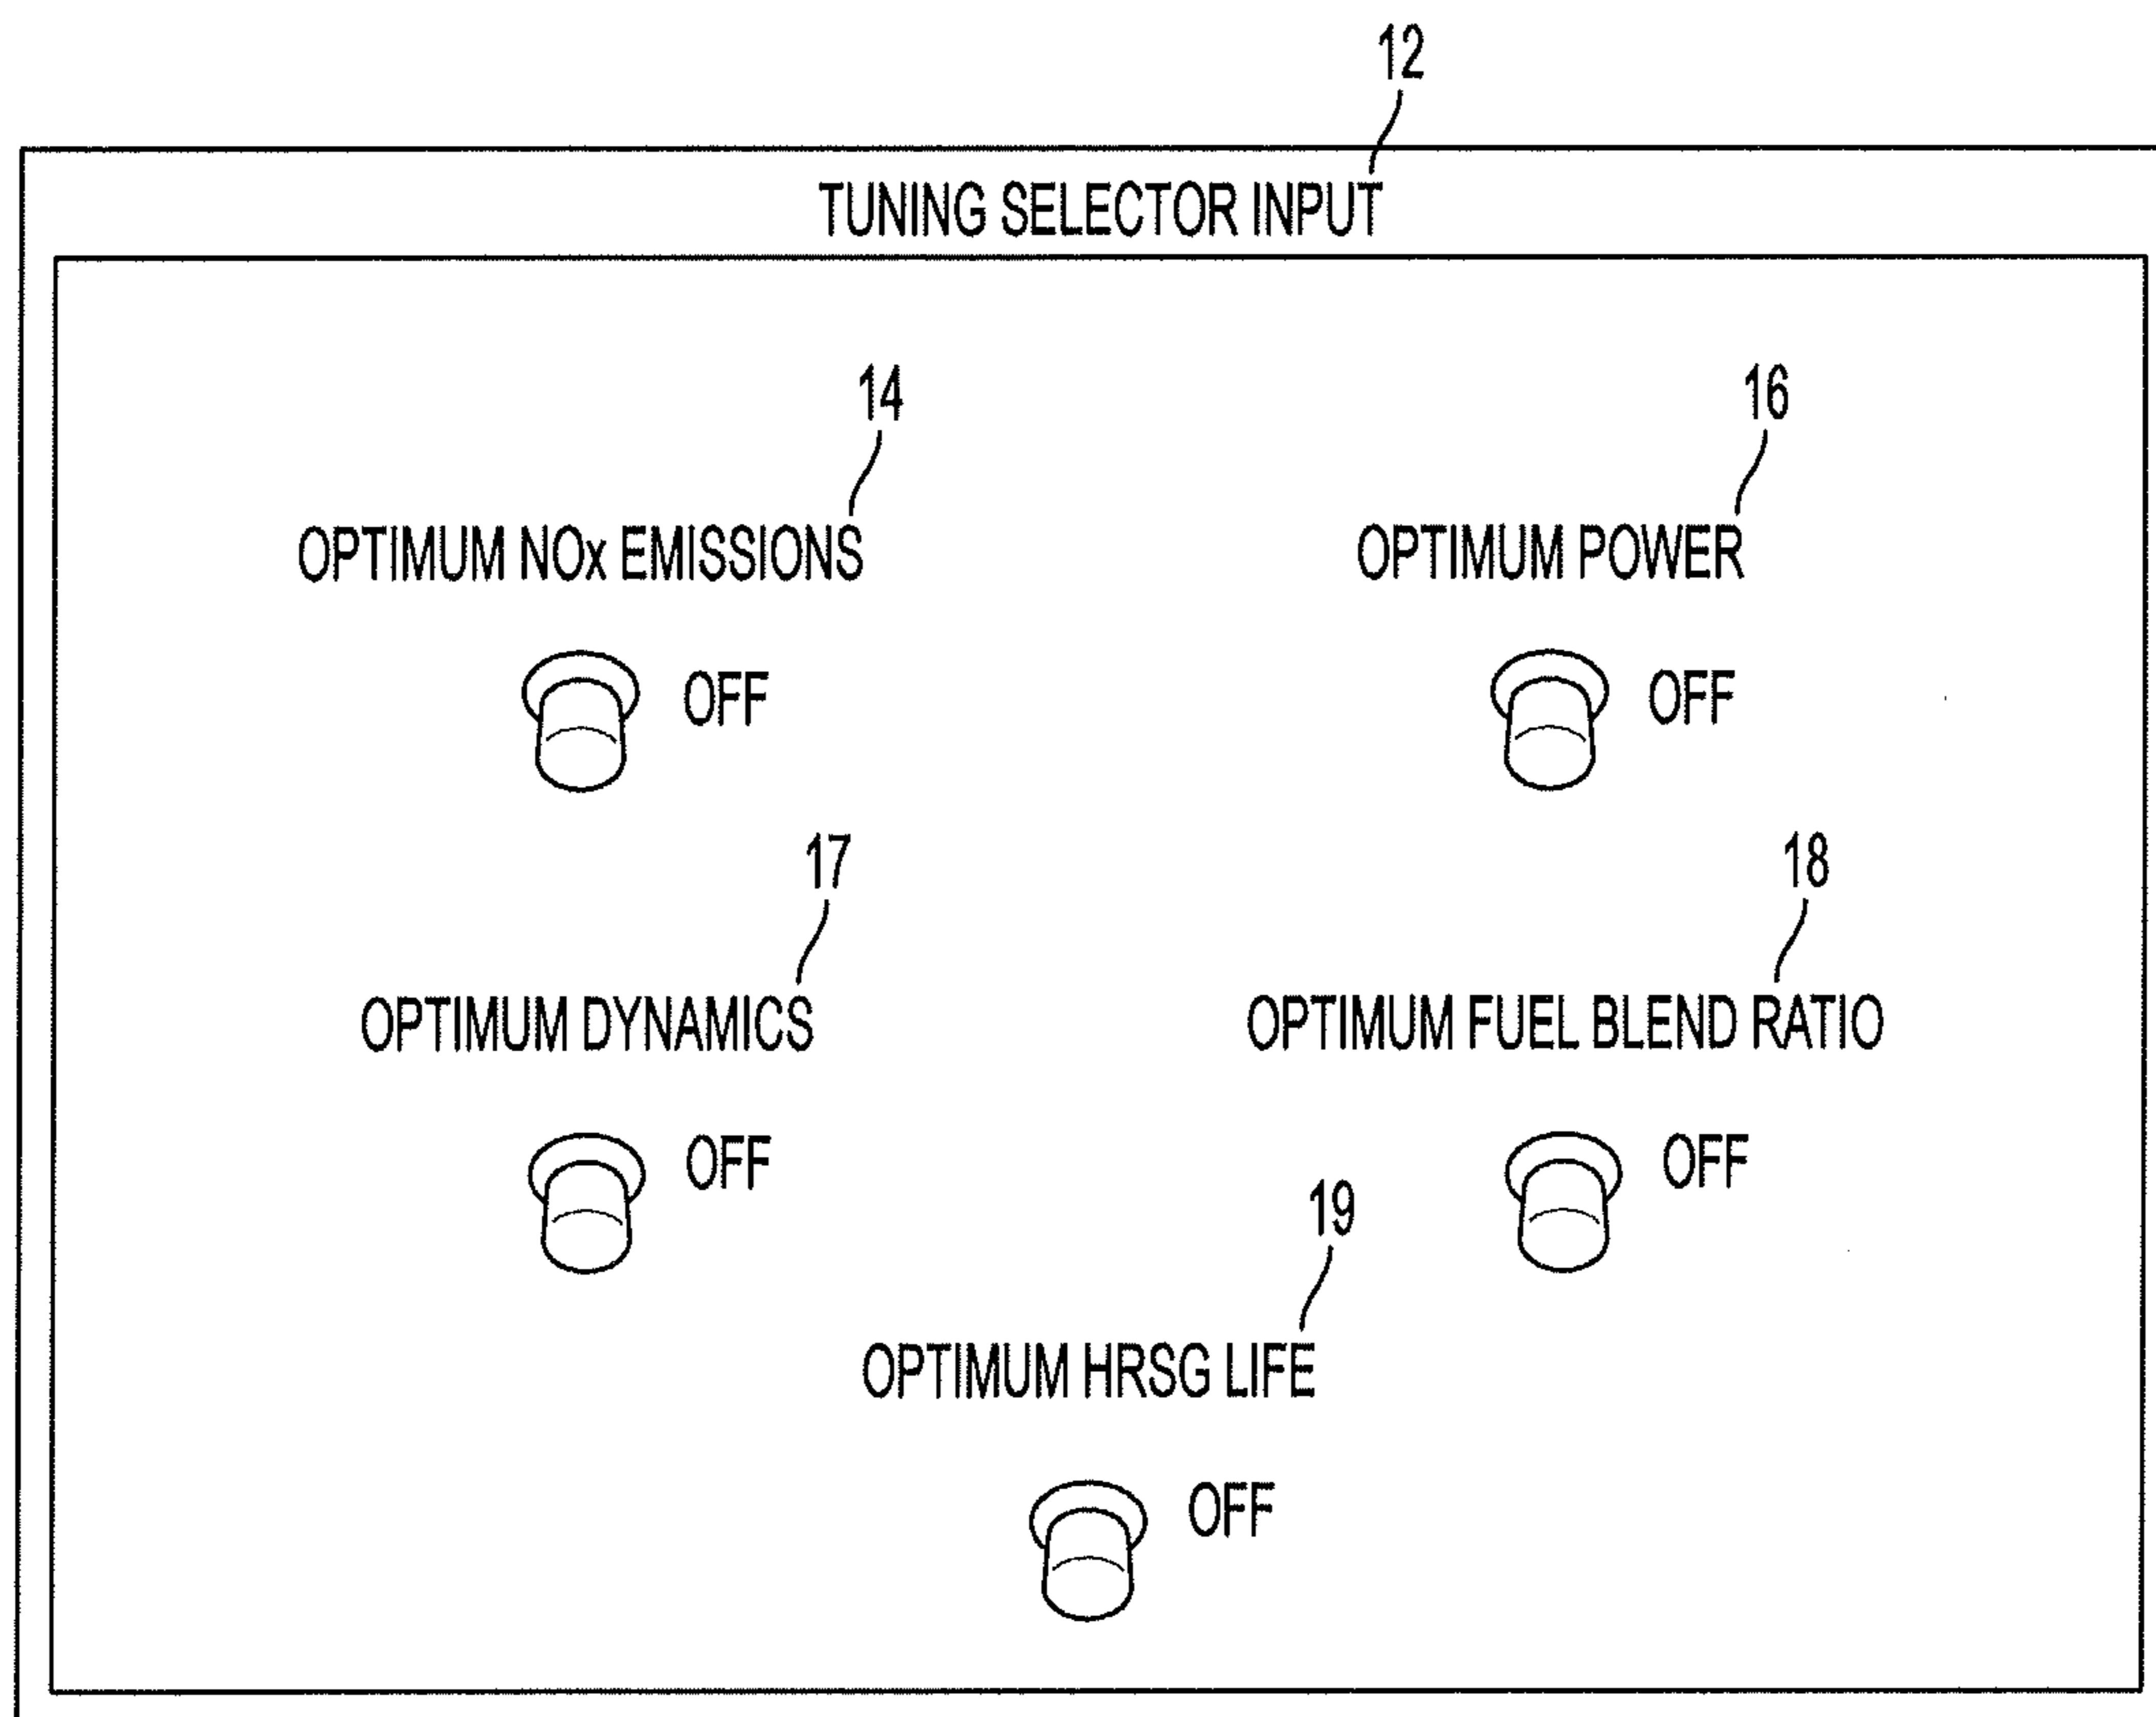 12
TUNING SELECTOR INPUT
14
16
OPTIMUM NOx EMISSIONS
OPTIMUM POWER
OFF
OFF
17
18
OPTIMUM DYNAMICS
OPTIMUM FUEL BLEND RATIO
OFF
OFF
19
OPTIMUM HRSG LIFE
OFF